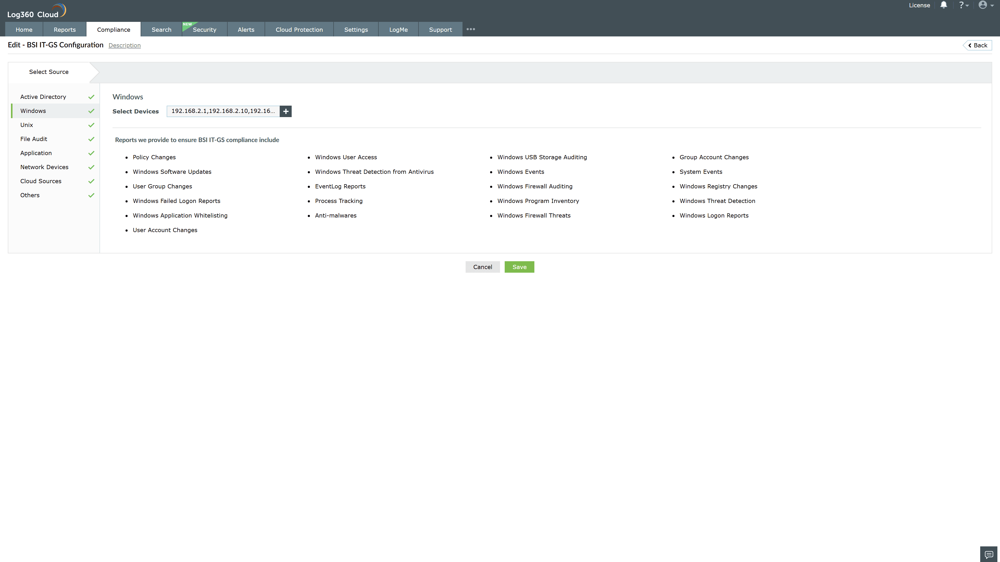 Log360 Cloud
License
?
Home
Reports
Compliance
Search
NEW
Security
Alerts
Cloud Protection
Settings
LogMe
Support
Edit - BSI IT-GS Configuration
Description
Back
Select Source
Active Directory
Windows
Unix
File Audit
Application
Network Devices
Cloud Sources
Others
Windows
Select Devices
192.168.2.1,192.168.2.10,192.16...
Reports we provide to ensure BSI IT-GS compliance include
Policy Changes
Windows User Access
Windows USB Storage Auditing
Group Account Changes
Windows Software Updates
Windows Threat Detection from Antivirus
Windows Events
System Events
User Group Changes
EventLog Reports
Windows Firewall Auditing
Windows Registry Changes
Windows Failed Logon Reports
Process Tracking
Windows Program Inventory
Windows Threat Detection
Windows Application Whitelisting
Anti-malwares
Windows Firewall Threats
Windows Logon Reports
User Account Changes
Cancel
Save